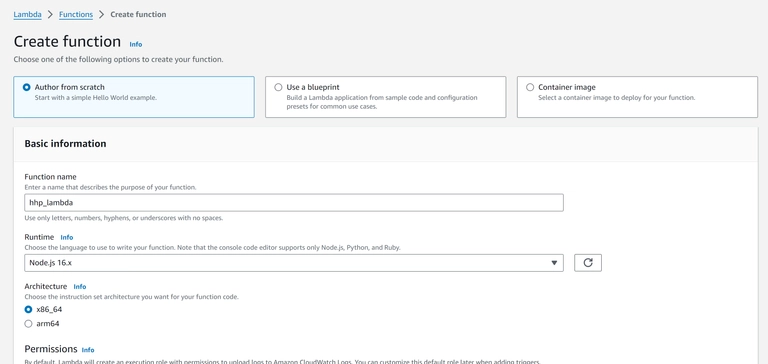 Lambda > Functions > Create function
Create function Info
Choose one of the following options to create your function.
Author from scratch
Start with a simple Hello World example.
Use a blueprint
Build a Lambda application from sample code and configuration
presets for common use cases.
Container image
Select a container image to deploy for your function.
Basic information
Function name
Enter a name that describes the purpose of your function.
hhp_lambda
Use only letters, numbers, hyphens, or underscores with no spaces.
Runtime Info
Choose the language to use to write your function. Note that the console code editor supports only Node.js, Python, and Ruby.
Node.js 16.x
Architecture Info
Choose the instruction set architecture you want for your function code.
x86_64
arm64
Permissions Info
By default, Lambda will create an execution role with permissions to upload logs to Amazon CloudWatch Logs. You can customize this default role later when adding triggers.